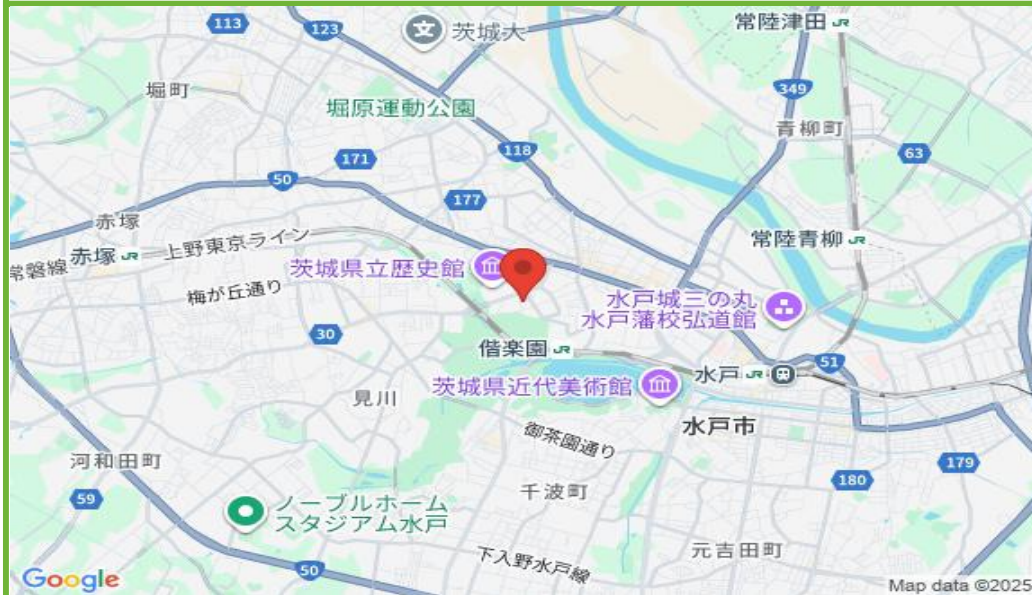 113
123
茨城大
常陸津田 JR
349
堀町
堀原運動公園
青柳町
118
63
171
50
177
赤塚
上野東京ライン
常陸青柳 JR
常磐線
赤塚 JR
茨城県立歴史館
梅が丘通り
水戸城三の丸
水戸藩校弘道館
30
偕楽園 JR
51
水戸 JR
茨城県近代美術館
見川
水戸市
御茶園通り
河和田町
179
59
千波町
180
ノーブルホーム
スタジアム水戸
下入野水戸線
元吉田町
50
Google
Map data ©2025